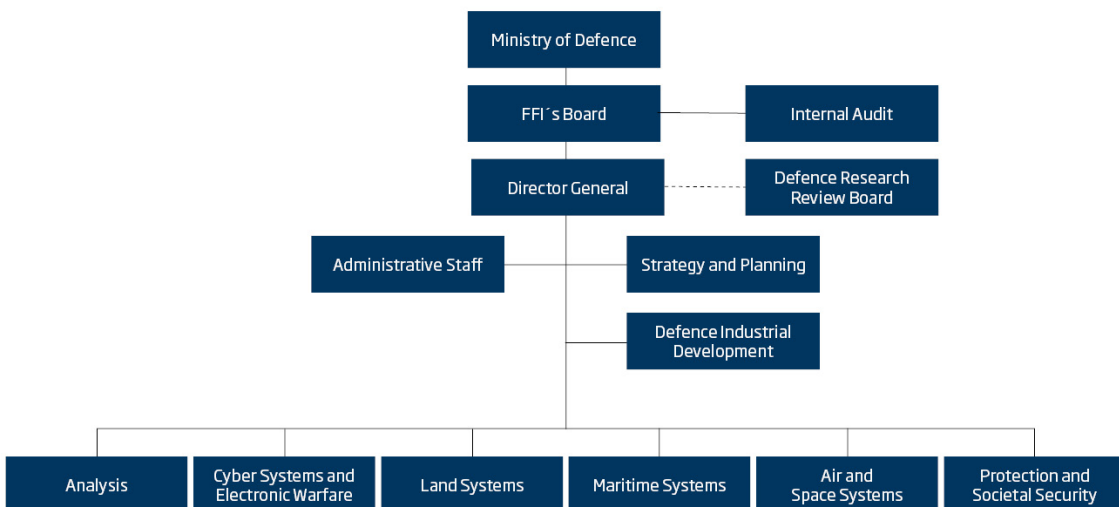 Ministry of Defence
FFI´s Board
Internal Audit
Director General
Defence Research
Review Board
Administrative Staff
Strategy and Planning
Defence Industrial
Development
Analysis
Cyber Systems and
Electronic Warfare
Land Systems
Maritime Systems
Air and
Space Systems
Protection and
Societal Security